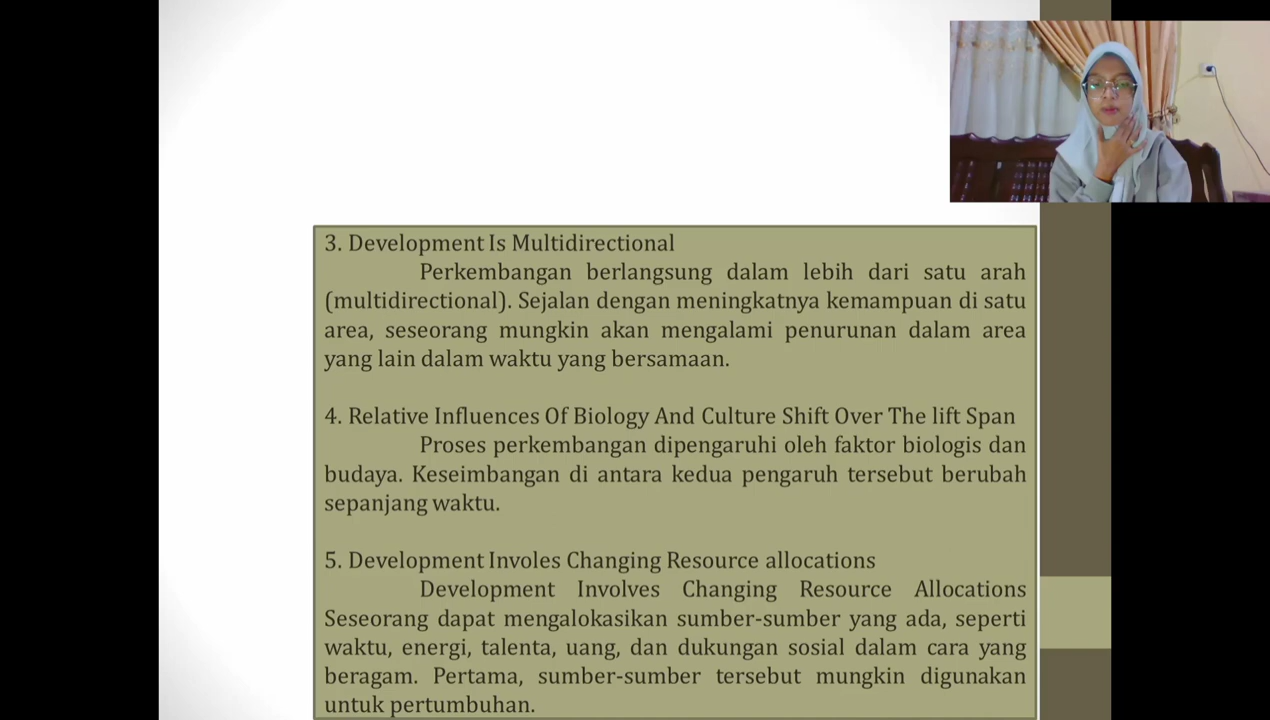 3. Development Is Multidirectional
Perkembangan berlangsung dalam lebih dari satu arah
(multidirectional). Sejalan dengan meningkatnya kemampuan di satu
area, seseorang mungkin akan mengalami penurunan dalam area
yang lain dalam waktu yang bersamaan.
4. Relative Influences Of Biology And Culture Shift Over The lift Span
Proses perkembangan dipengaruhi oleh faktor biologis dan
budaya. Keseimbangan di antara kedua pengaruh tersebut berubah
sepanjang waktu.
5. Development Involes Changing Resource allocations
Development Involves Changing Resource Allocations
Seseorang dapat mengalokasikan sumber-sumber yang ada, seperti
waktu, energi, talenta, uang, dan dukungan sosial dalam cara yang
beragam. Pertama, sumber-sumber tersebut mungkin digunakan
untuk pertumbuhan.